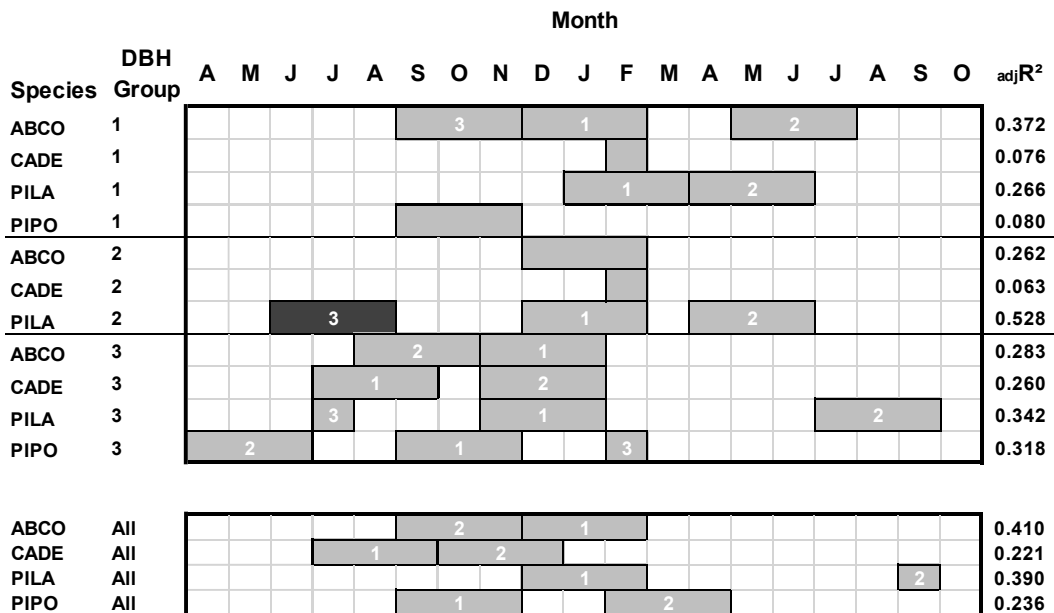 Month
Species DBH Group A M J J A S O N D J F M A M J J A S O adjR²
ABCO 1 3 1 2 0.372
CADE 1 0.076
PILA 1 1 2 0.266
PIPO 1 0.080
ABCO 2 0.262
CADE 2 0.063
PILA 2 3 1 2 0.528
ABCO 3 2 1 0.283
CADE 3 1 2 0.260
PILA 3 3 1 2 0.342
PIPO 3 2 1 3 0.318
ABCO All 2 1 0.410
CADE All 1 2 0.221
PILA All 1 2 0.390
PIPO All 1 2 0.236